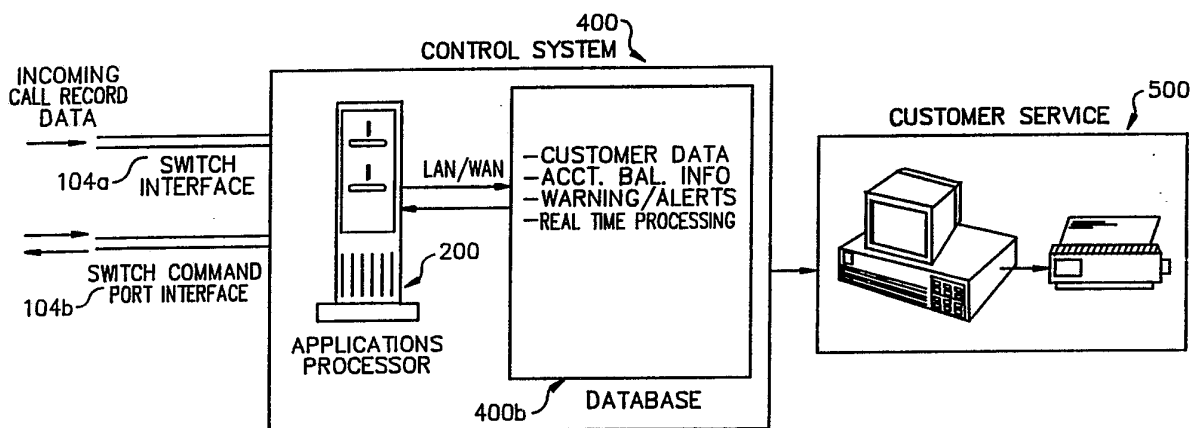 400
CONTROL SYSTEM
INCOMING
CALL RECORD
DATA
104a
SWITCH
INTERFACE
SWITCH COMMAND
PORT INTERFACE
104b
LAN/WAN
200
APPLICATIONS
PROCESSOR
-CUSTOMER DATA
-ACCT. BAL. INFO
-WARNING/ALERTS
-REAL TIME PROCESSING
400b
DATABASE
500
CUSTOMER SERVICE